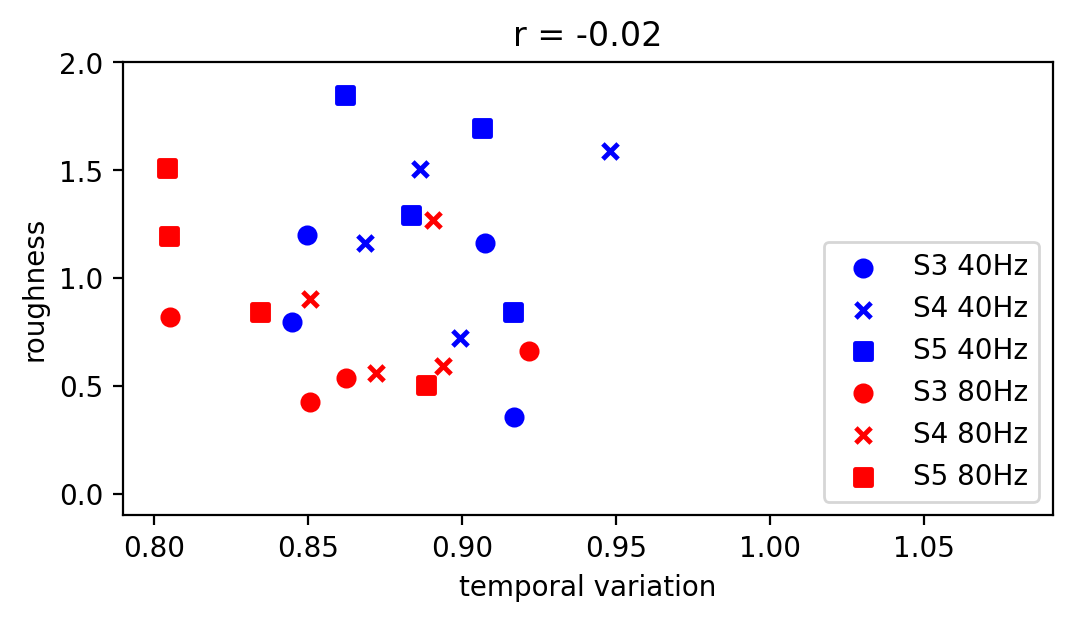 r = -0.02
roughness
2.0
1.5
1.0
0.5
0.0
S3 40Hz
S4 40Hz
S5 40Hz
S3 80Hz
S4 80Hz
S5 80Hz
0.80 0.85 0.90 0.95 1.00 1.05
temporal variation